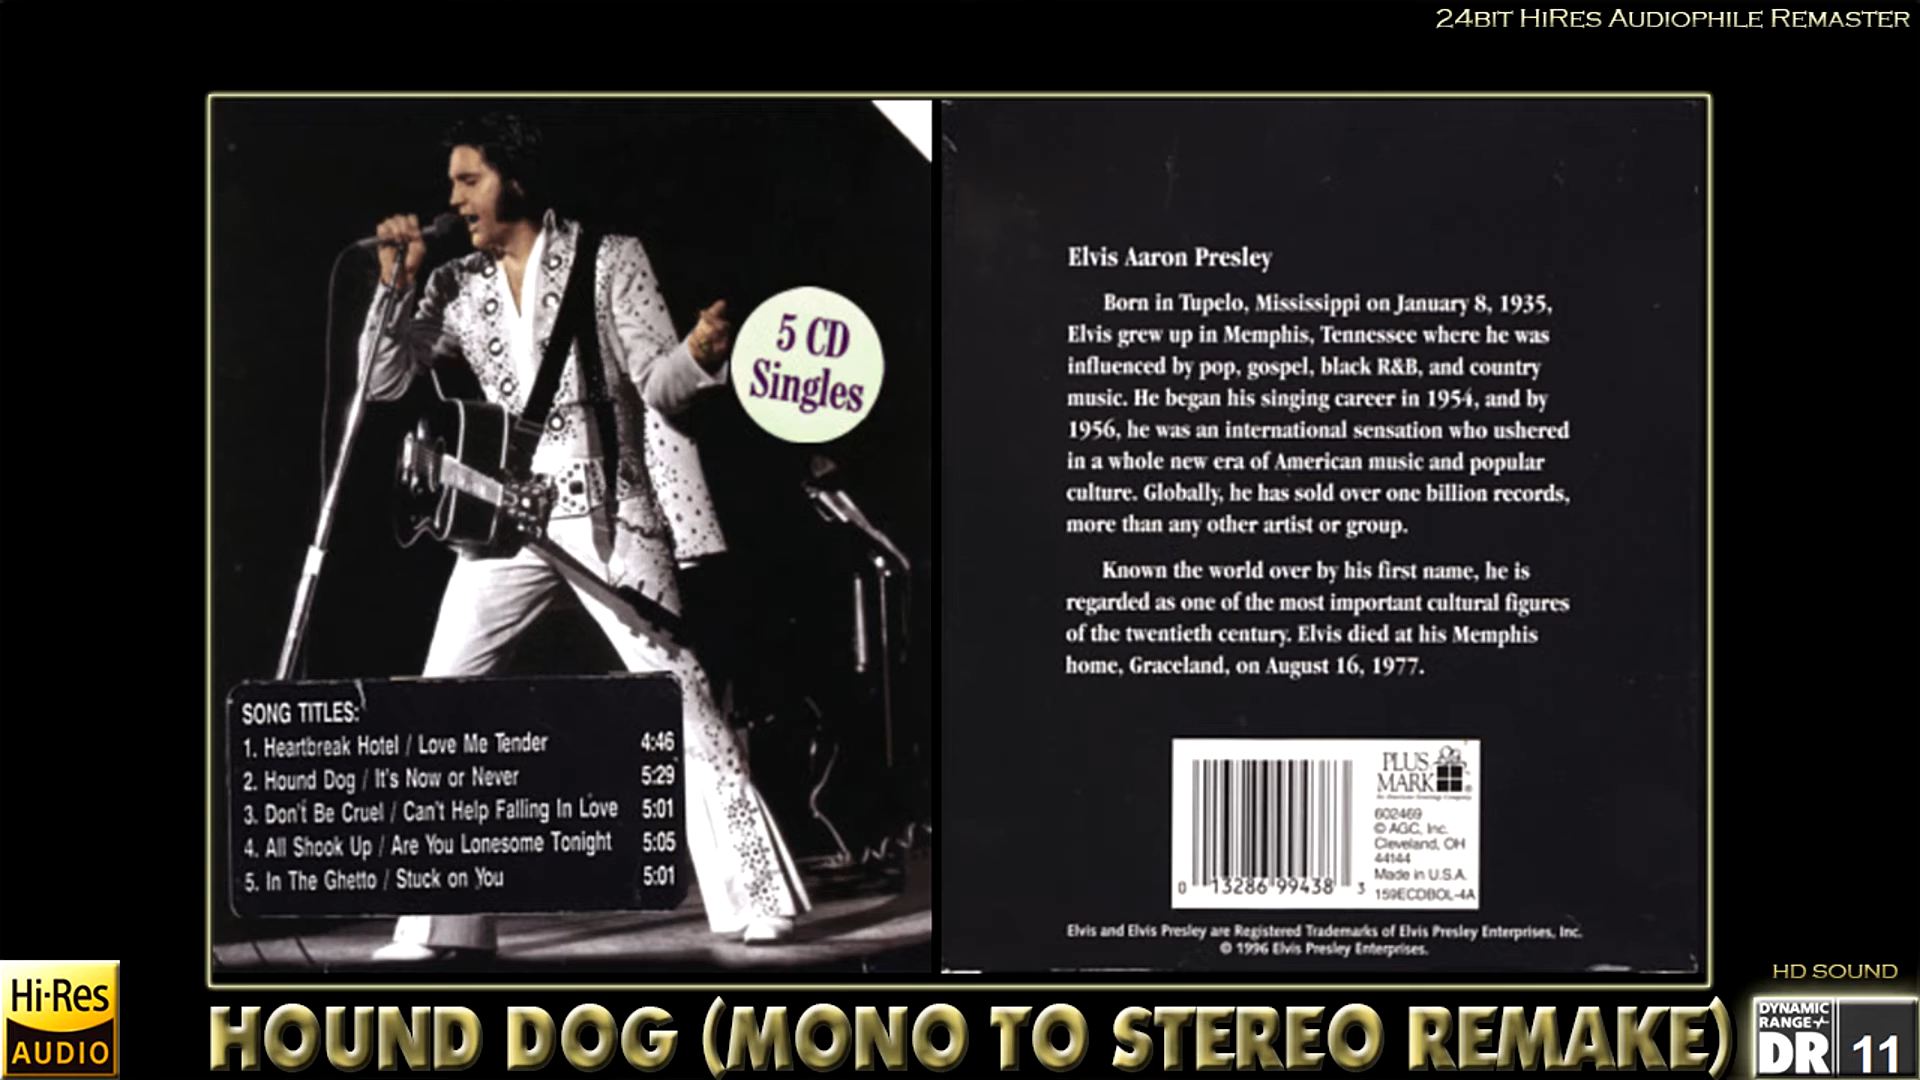 24BIT HIRES AUDIOPHILE REMASTER
5 CD
Singles
SONG TITLES:
1. Heartbreak Hotel / Love Me Tender 4:46
2. Hound Dog / It's Now or Never 5:29
3. Don't Be Cruel / Can't Help Falling In Love 5:01
4. All Shook Up / Are You Lonesome Tonight 5:05
5. In The Ghetto / Stuck on You 5:01
Elvis Aaron Presley
Born in Tupelo, Mississippi on January 8, 1935,
Elvis grew up in Memphis, Tennessee where he was
influenced by pop, gospel, black R&B, and country
music. He began his singing career in 1954, and by
1956, he was an international sensation who ushered
in a whole new era of American music and popular
culture. Globally, he has sold over one billion records,
more than any other artist or group.
Known the world over by his first name, he is
regarded as one of the most important cultural figures
of the twentieth century. Elvis died at his Memphis
home, Graceland, on August 16, 1977.
PLUS
MARK
An American Greetings Company
602469
© AGC, Inc.
Cleveland, OH
44144
Made in U.S.A.
159ECDBOL-4A
0 13286 99438 3
Elvis and Elvis Presley are Registered Trademarks of Elvis Presley Enterprises, Inc.
© 1996 Elvis Presley Enterprises.
Hi-Res
AUDIO
HOUND DOG (MONO TO STEREO REMAKE)
HD SOUND
DYNAMIC
RANGE
DR 11